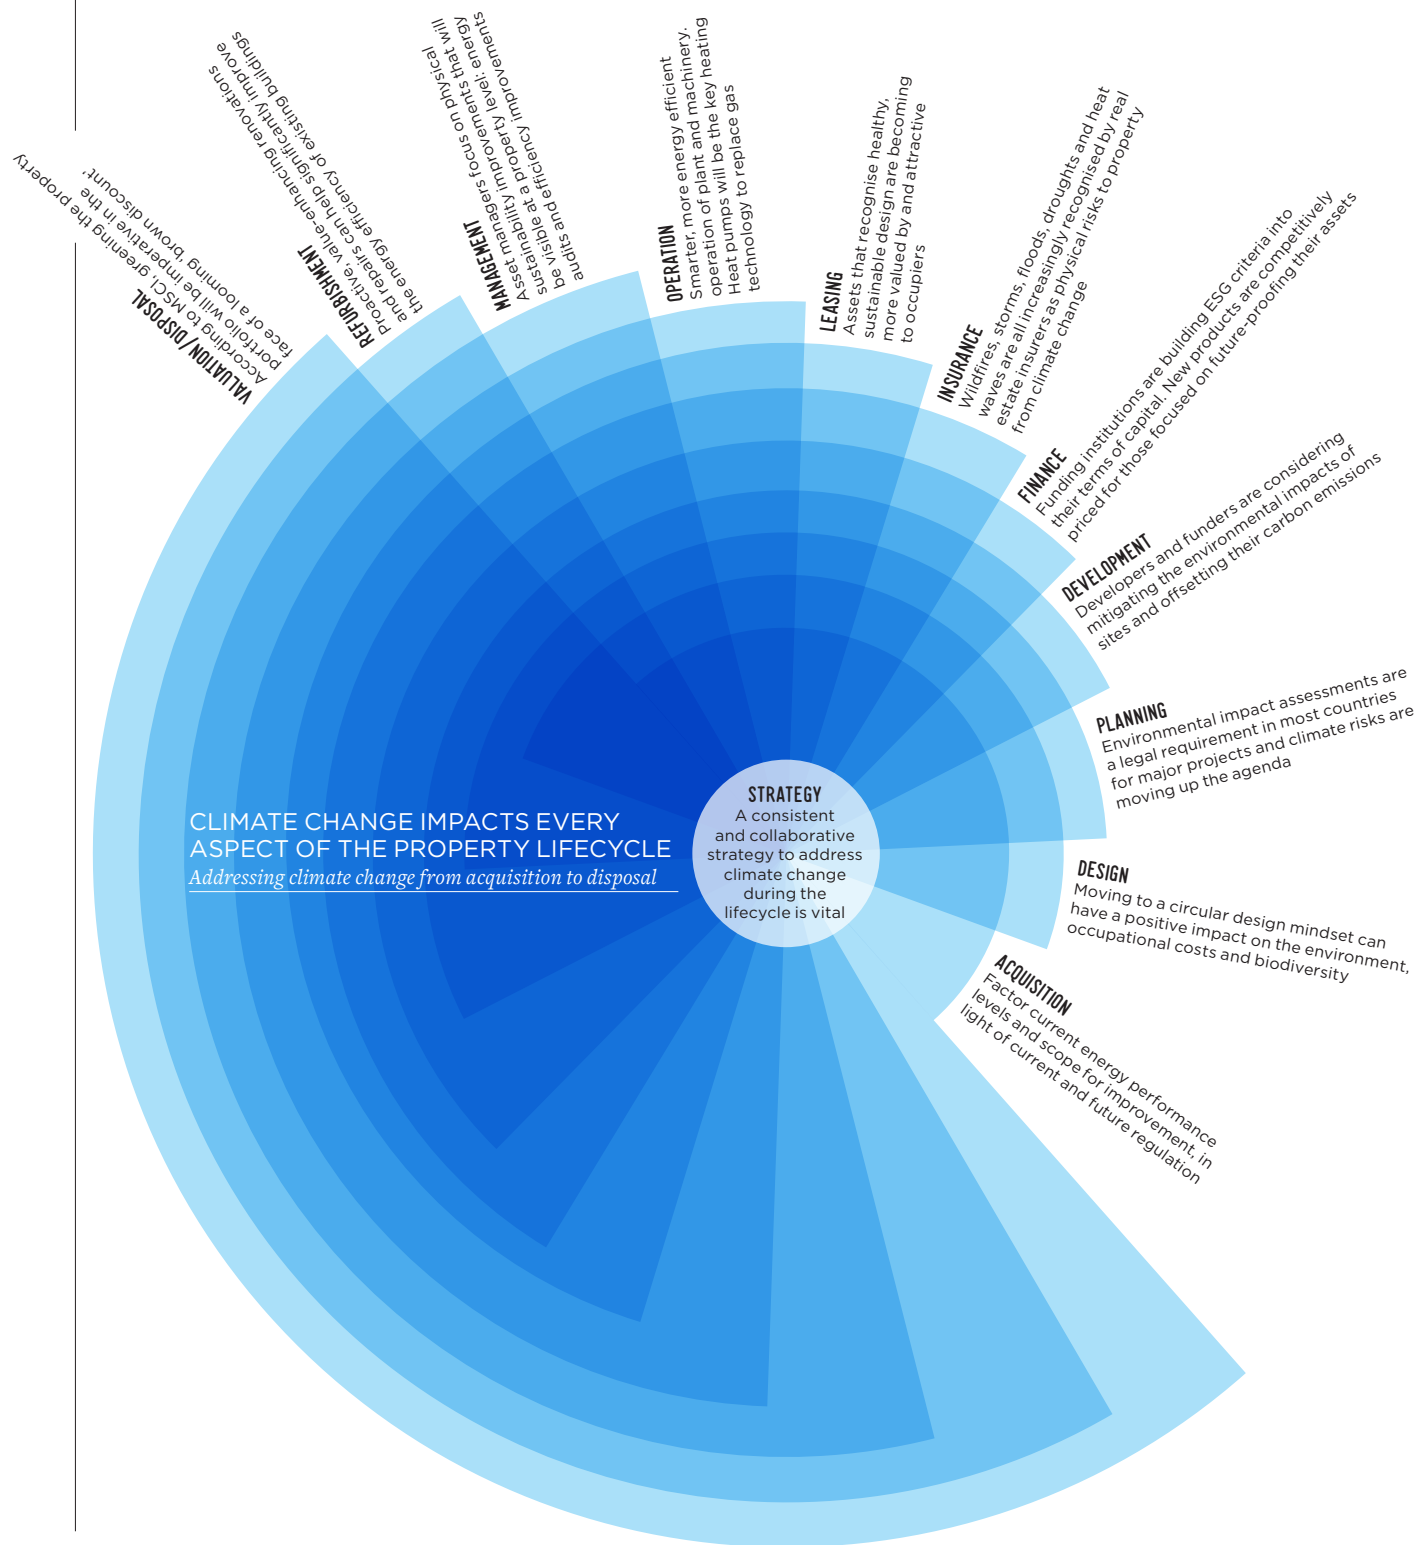 CLIMATE CHANGE IMPACTS EVERY
ASPECT OF THE PROPERTY LIFECYCLE
Addressing climate change from acquisition to disposal
STRATEGY
A consistent
and collaborative
strategy to address
climate change
during the
lifecycle is vital
ACQUISITION
Factor current energy performance
levels and scope for improvement, in
light of current and future regulation
DESIGN
Moving to a circular design mindset can
have a positive impact on the environment,
occupational costs and biodiversity
PLANNING
Environmental impact assessments are
a legal requirement in most countries
for major projects and climate risks are
moving up the agenda
DEVELOPMENT
Developers and funders are considering
mitigating the environmental impacts of
sites and offsetting their carbon emissions
FINANCE
Funding institutions are building ESG criteria into
their terms of capital. New products are competitively
priced for those focused on future-proofing their assets
INSURANCE
Wildfires, storms, floods, droughts and heat
waves are all increasingly recognised by real
estate insurers as physical risks to property
from climate change
LEASING
Assets that recognise healthy,
sustainable design are becoming
more valued by and attractive
to occupiers
OPERATION
Smarter, more energy efficient
operation of plant and machinery.
Heat pumps will be the key heating
technology to replace gas
MANAGEMENT
Asset managers focus on physical
sustainability improvements that will
be visible at a property level: energy
audits and efficiency improvements
REFURBISHMENT
Proactive, value-enhancing renovations
and repairs can help significantly improve
the energy efficiency of existing buildings
VALUATION/DISPOSAL
According to MSCI, greening the property
portfolio will be imperative in the
face of a looming 'brown discount'